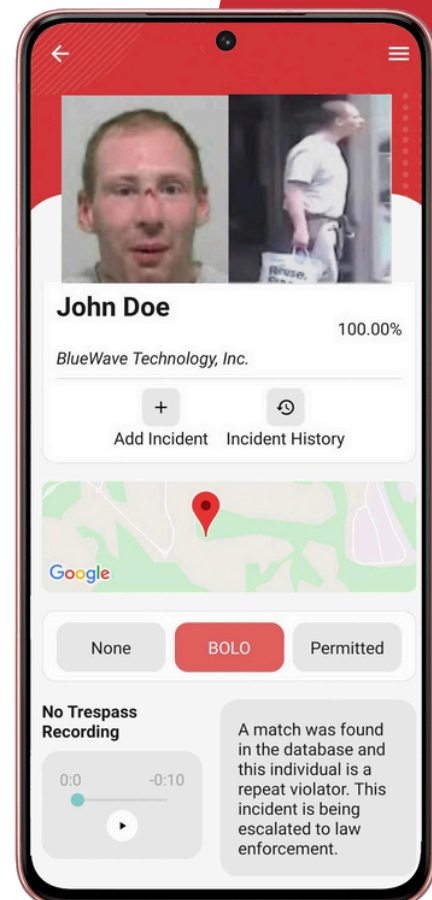 Reuse.
John Doe
100.00%
BlueWave Technology, Inc.
Add Incident
Incident History
Google
None
BOLO
Permitted
No Trespass
Recording
0:0
-0:10
A match was found
in the database and
this individual is a
repeat violator. This
incident is being
escalated to law
enforcement.